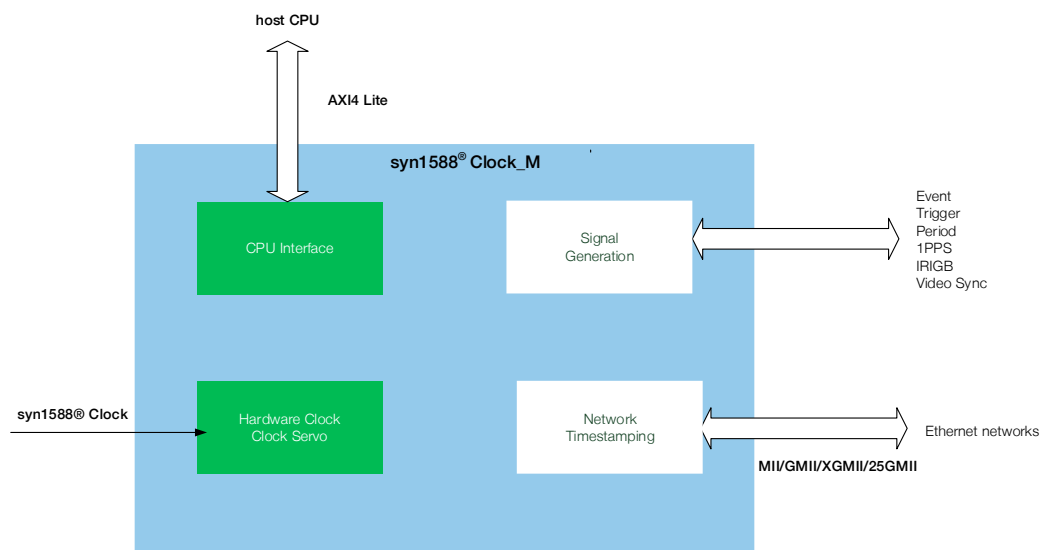 host CPU
AXI4 Lite
syn1588® Clock_M
CPU Interface
Signal
Generation
Event
Trigger
Period
1PPS
IRIGB
Video Sync
syn1588® Clock
Hardware Clock
Clock Servo
Network
Timestamping
Ethernet networks
MII/GMII/XGMII/25GMII